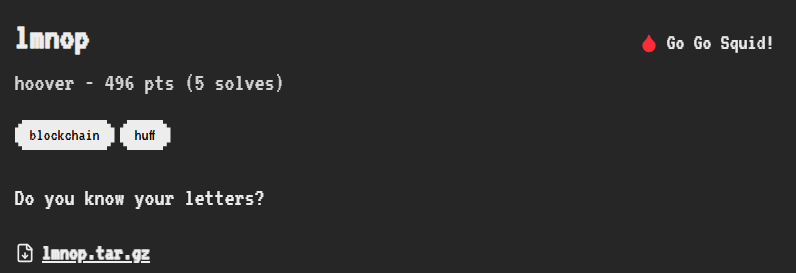 lmnop
Go Go Squid!
hoover - 496 pts (5 solves)
blockchain huff
Do you know your letters?
lmnop.tar.gz